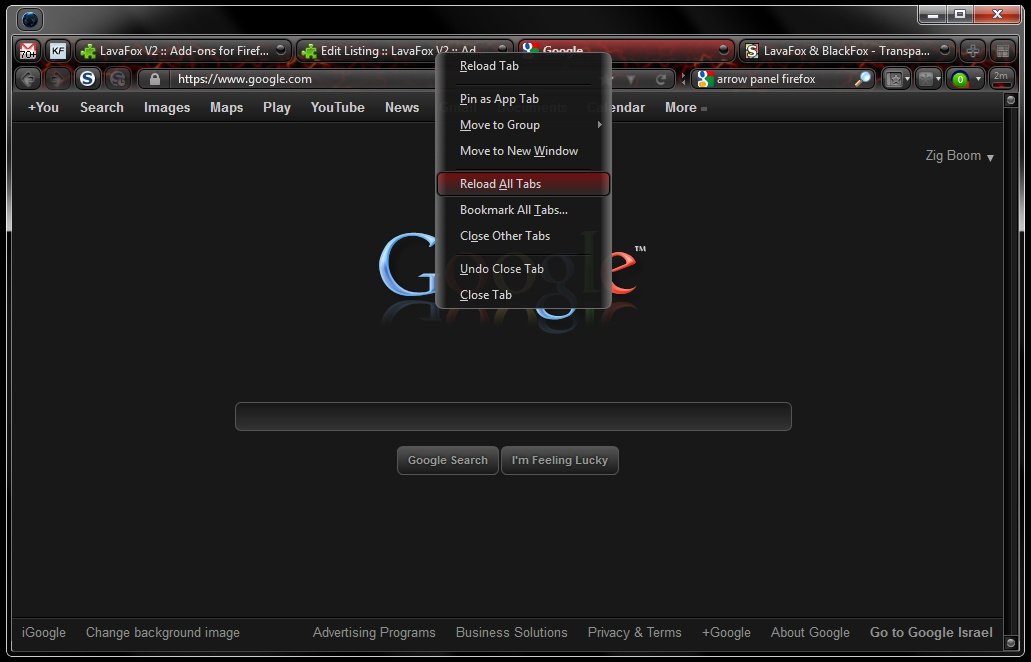 70+
KF
LavaFox V2 :: Add-ons for Firef...
Edit Listing :: LavaFox V2 :: Ad
Google
LavaFox & BlackFox - Transpa...
https://www.google.com
arrow panel firefox
0
2m
+You
Search
Images
Maps
Play
YouTube
News
More
Zig Boom
Reload Tab
Pin as App Tab
Move to Group
Move to New Window
Reload All Tabs
Bookmark All Tabs...
Close Other Tabs
Undo Close Tab
Close Tab
Google™
Google Search
I'm Feeling Lucky
iGoogle
Change background image
Advertising Programs
Business Solutions
Privacy & Terms
+Google
About Google
Go to Google Israel